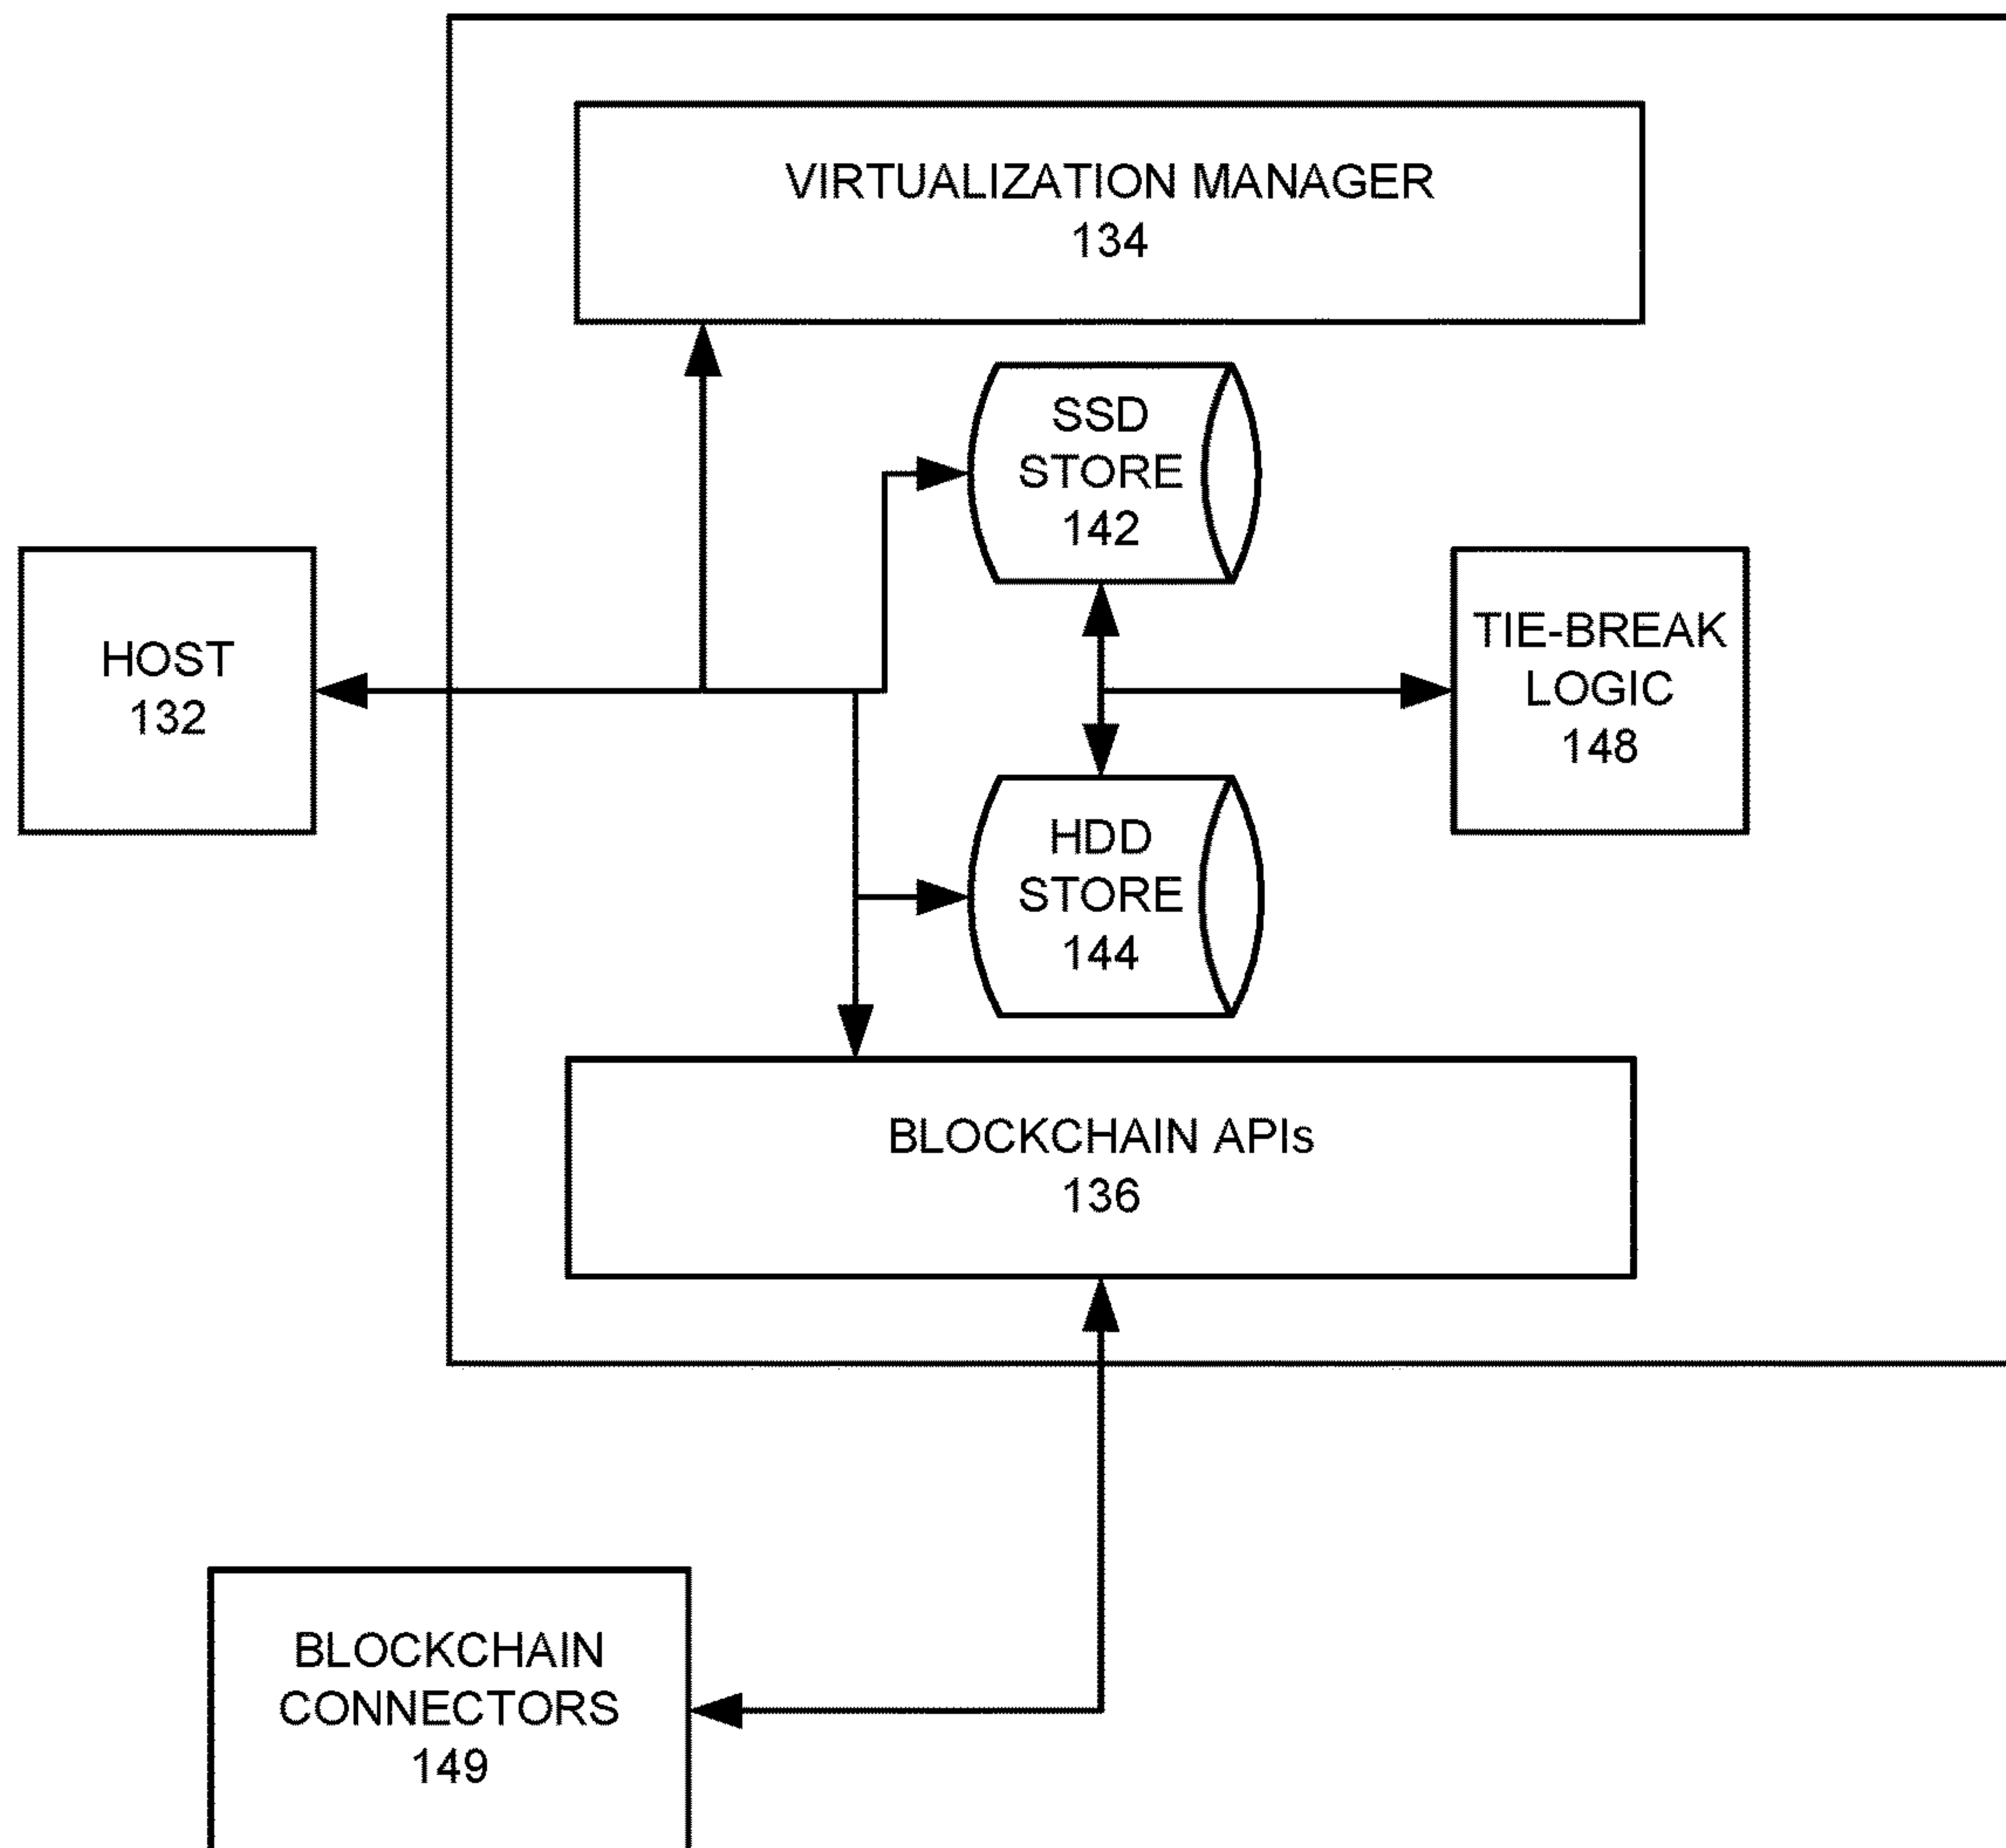 VIRTUALIZATION MANAGER
134
SSD
STORE
142
HOST
132
TIE-BREAK
LOGIC
148
HDD
STORE
144
BLOCKCHAIN APIs
136
BLOCKCHAIN
CONNECTORS
149